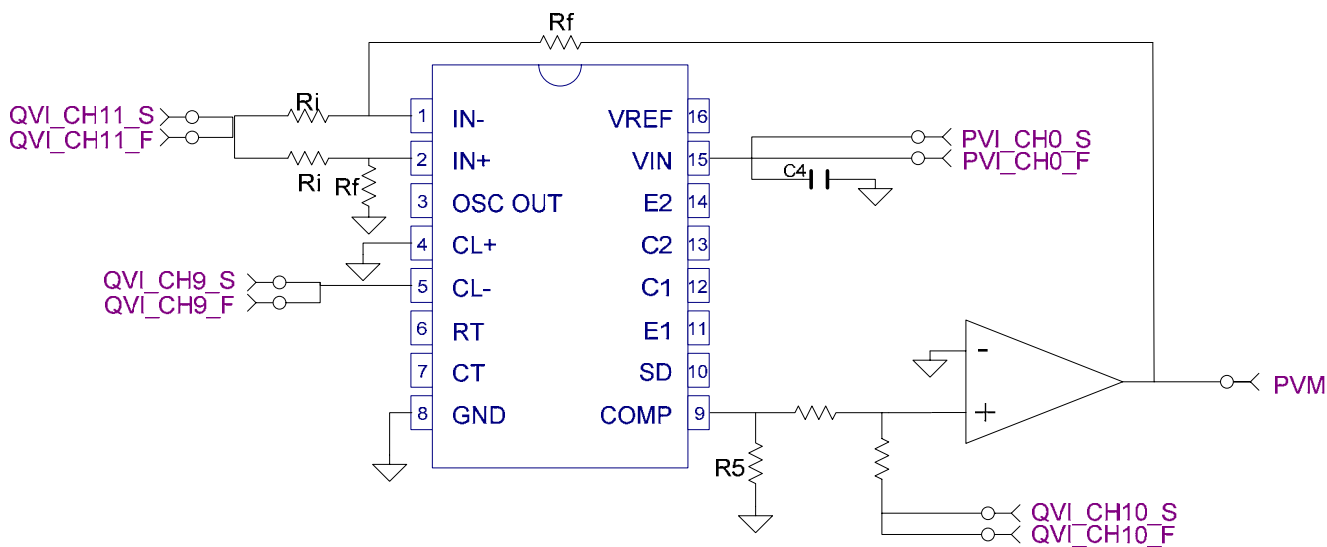 Rf
QVI_CH11_S
QVI_CH11_F
Ri
Ri
Rf
1 IN- VREF 16
2 IN+ VIN 15
3 OSC OUT E2 14
4 CL+ C2 13
5 CL- C1 12
6 RT E1 11
7 CT SD 10
8 GND COMP 9
PVI_CH0_S
PVI_CH0_F
C4
QVI_CH9_S
QVI_CH9_F
-
+
PVM
R5
QVI_CH10_S
QVI_CH10_F